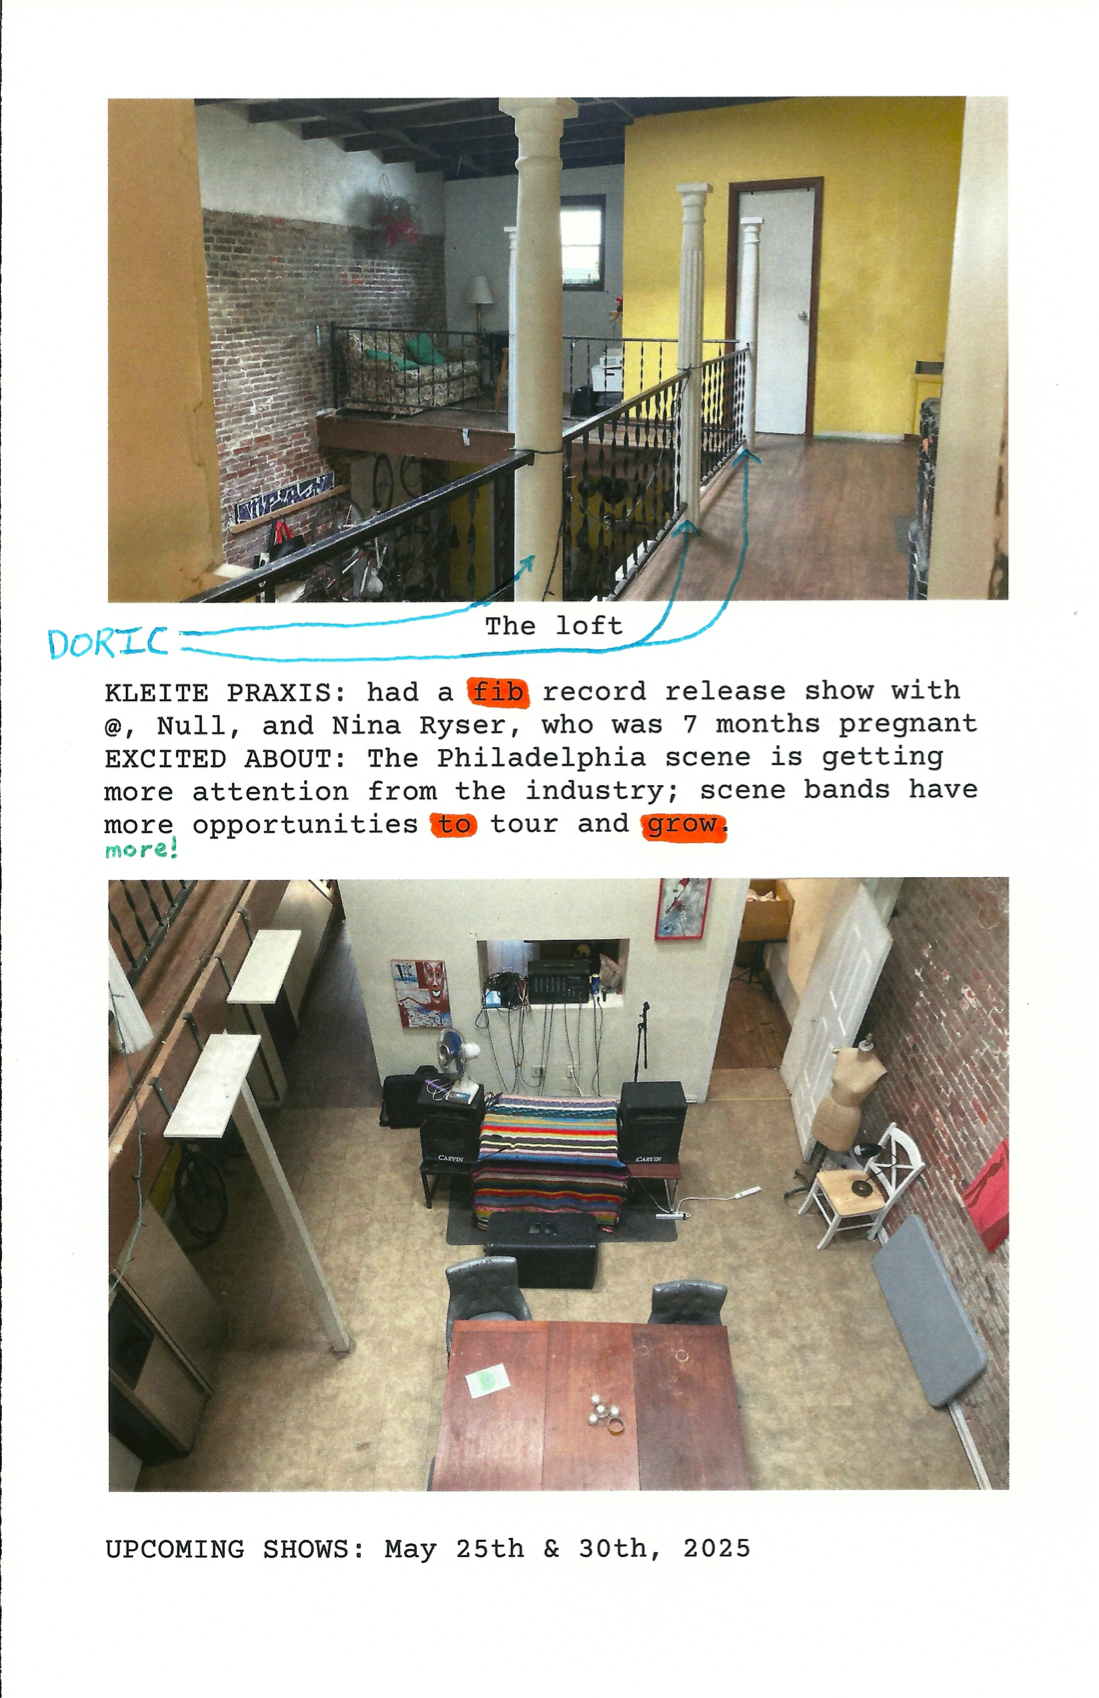 The loft
DORIC
KLEITE PRAXIS: had a fib record release show with
@, Null, and Nina Ryser, who was 7 months pregnant
EXCITED ABOUT: The Philadelphia scene is getting
more attention from the industry; scene bands have
more opportunities to tour and grow.
more!
CARVIN
CARVIN
UPCOMING SHOWS: May 25th & 30th, 2025